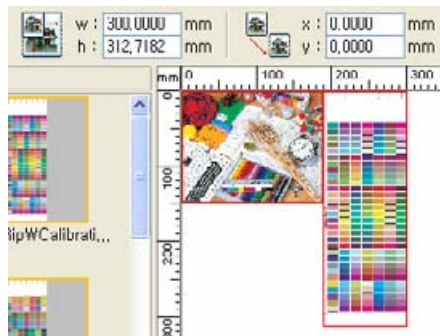 w : 300,0000 mm x : 0,0000 mm
h : 312,7182 mm y : 0,0000 mm
mm 0 100 200 300
0
100
200
300
RipWCalibrati,,,